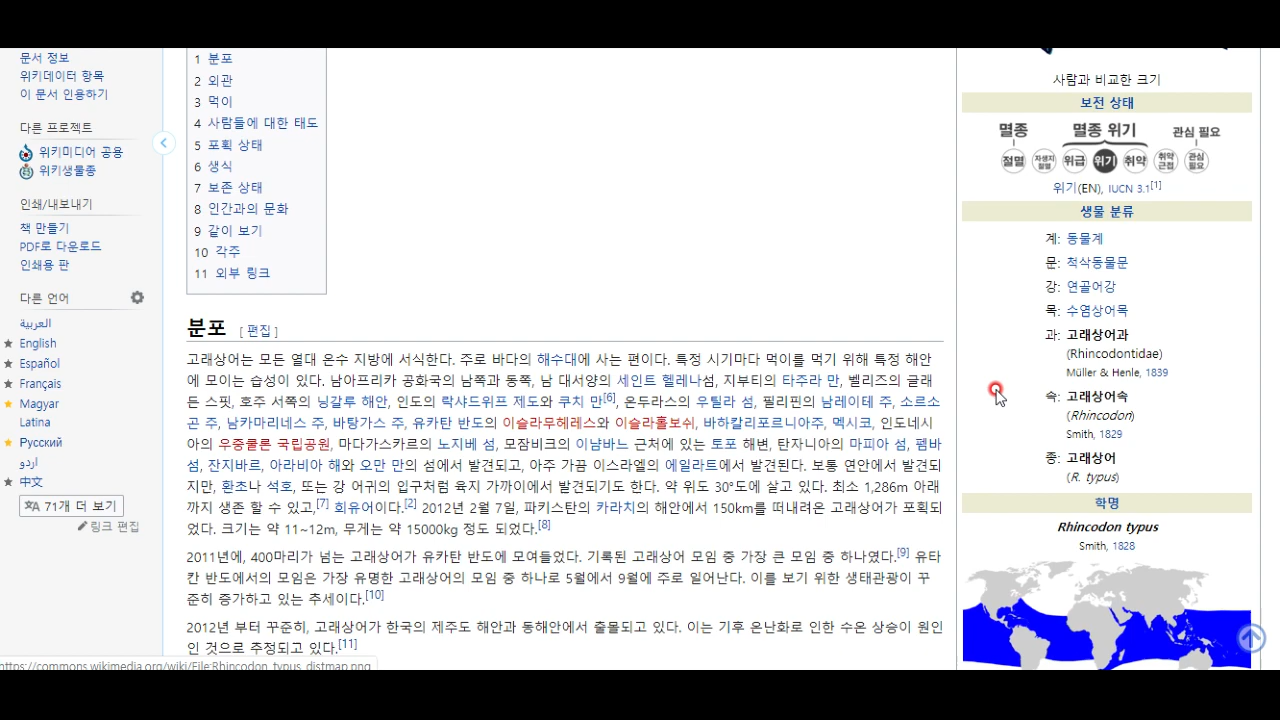 문서 정보
위키데이터 항목
이 문서 인용하기
다른 프로젝트
위키미디어 공용
위키생물종
인쇄/내보내기
책 만들기
PDF로 다운로드
인쇄용 판
다른 언어
العربية
English
Español
Français
Magyar
Latina
Русский
اردو
中文
71개 더 보기
링크 편집
1 분포
2 외관
3 먹이
4 사람들에 대한 태도
5 포획 상태
6 생식
7 보존 상태
8 인간과의 문화
9 같이 보기
10 각주
11 외부 링크
분포 [ 편집 ]
고래상어는 모든 열대 온수 지방에 서식한다. 주로 바다의 해수대에 사는 편이다. 특정 시기마다 먹이를 먹기 위해 특정 해안
에 모이는 습성이 있다. 남아프리카 공화국의 남쪽과 동쪽, 남 대서양의 세인트 헬레나섬, 지부티의 타주라 만, 벨리즈의 글래
든 스핏, 호주 서쪽의 닝갈루 해안, 인도의 락샤드위프 제도와 쿠치 만[6], 온두라스의 우틸라 섬, 필리핀의 남레이테 주, 소르소
곤 주, 남카마리네스 주, 바탕가스 주, 유카탄 반도의 이슬라무헤레스와 이슬라홀보쉬, 바하칼리포르니아주, 멕시코, 인도네시
아의 우중쿨론 국립공원, 마다가스카르의 노지베 섬, 모잠비크의 이냠바느 근처에 있는 토포 해변, 탄자니아의 마피아 섬, 펨바
섬, 잔지바르, 아라비아 해와 오만 만의 섬에서 발견되고, 아주 가끔 이스라엘의 에일라트에서 발견된다. 보통 연안에서 발견되
지만, 환초나 석호, 또는 강 어귀의 입구처럼 육지 가까이에서 발견되기도 한다. 약 위도 30°도에 살고 있다. 최소 1,286m 아래
까지 생존 할 수 있고,[7] 회유어이다.[2] 2012년 2월 7일, 파키스탄의 카라치의 해안에서 150km를 떠내려온 고래상어가 포획되
었다. 크기는 약 11~12m, 무게는 약 15000kg 정도 되었다.[8]
2011년에, 400마리가 넘는 고래상어가 유카탄 반도에 모여들었다. 기록된 고래상어 모임 중 가장 큰 모임 중 하나였다.[9] 유타
칸 반도에서의 모임은 가장 유명한 고래상어의 모임 중 하나로 5월에서 9월에 주로 일어난다. 이를 보기 위한 생태관광이 꾸
준히 증가하고 있는 추세이다.[10]
2012년 부터 꾸준히, 고래상어가 한국의 제주도 해안과 동해안에서 출몰되고 있다. 이는 기후 온난화로 인한 수온 상승이 원인
인 것으로 추정되고 있다.[11]
사람과 비교한 크기
보전 상태
멸종 멸종 위기 관심 필요
절멸 자생지 절멸 위급 위기 취약 취약 근접 관심 필요
위기(EN), IUCN 3.1[1]
생물 분류
계: 동물계
문: 척삭동물문
강: 연골어강
목: 수염상어목
과: 고래상어과
(Rhincodontidae)
Müller & Henle, 1839
속: 고래상어속
(Rhincodon)
Smith, 1829
종: 고래상어
(R. typus)
학명
Rhincodon typus
Smith, 1828
https://commons.wikimedia.org/wiki/File:Rhincodon_typus_distmap.png